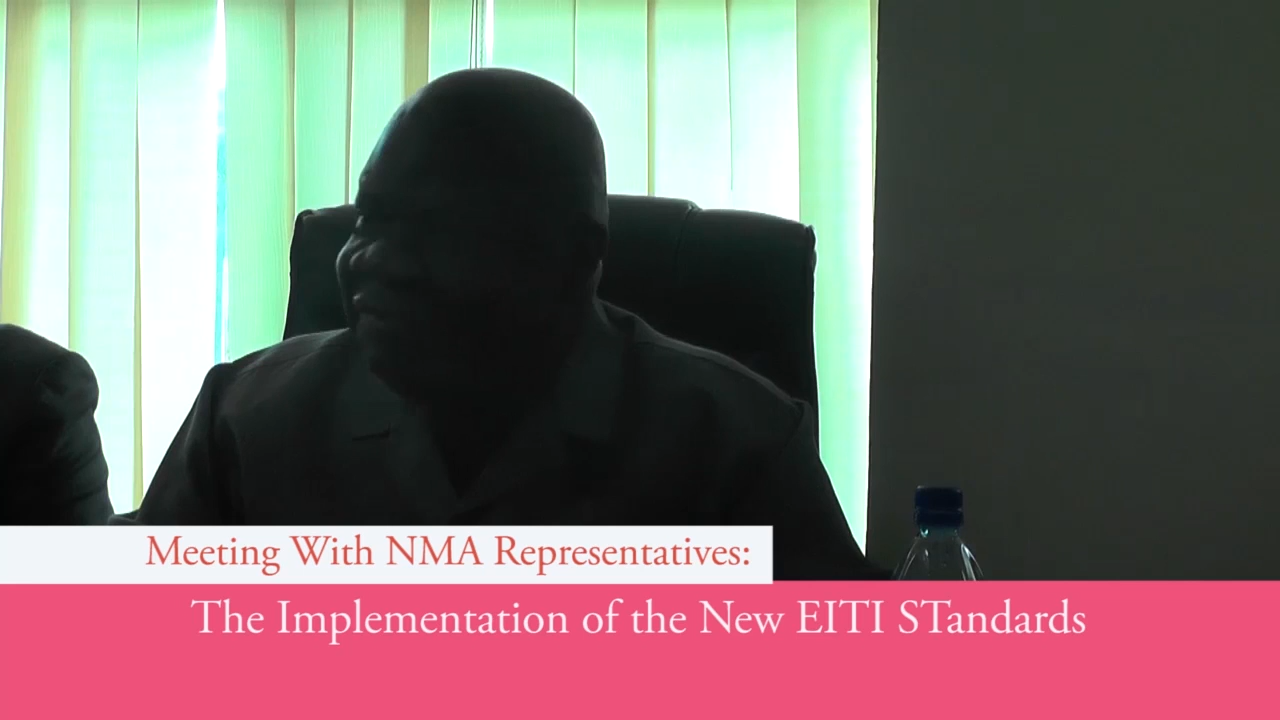 Meeting With NMA Representatives:
The Implementation of the New EITI STandards